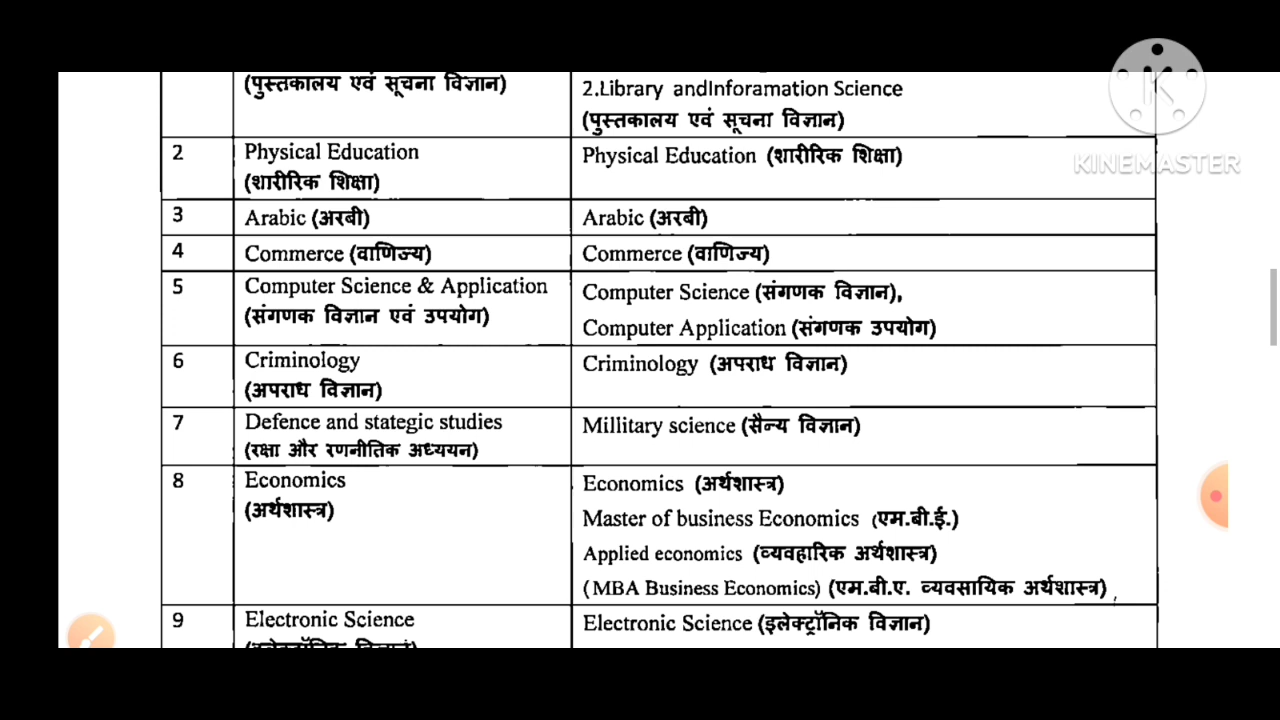 (पुस्तकालय एवं सूचना विज्ञान)
2.Library andInforamation Science
(पुस्तकालय एवं सूचना विज्ञान)
KINEMASTER
2
Physical Education
(शारीरिक शिक्षा)
Physical Education (शारीरिक शिक्षा)
3
Arabic (अरबी)
Arabic (अरबी)
4
Commerce (वाणिज्य)
Commerce (वाणिज्य)
5
Computer Science & Application
(संगणक विज्ञान एवं उपयोग)
Computer Science (संगणक विज्ञान),
Computer Application (संगणक उपयोग)
6
Criminology
(अपराध विज्ञान)
Criminology (अपराध विज्ञान)
7
Defence and stategic studies
(रक्षा और रणनीतिक अध्ययन)
Millitary science (सैन्य विज्ञान)
8
Economics
(अर्थशास्त्र)
Economics (अर्थशास्त्र)
Master of business Economics (एम.बी.ई.)
Applied economics (व्यवहारिक अर्थशास्त्र)
(MBA Business Economics) (एम.बी.ए. व्यवसायिक अर्थशास्त्र)
9
Electronic Science
Electronic Science (इलेक्ट्रॉनिक विज्ञान)